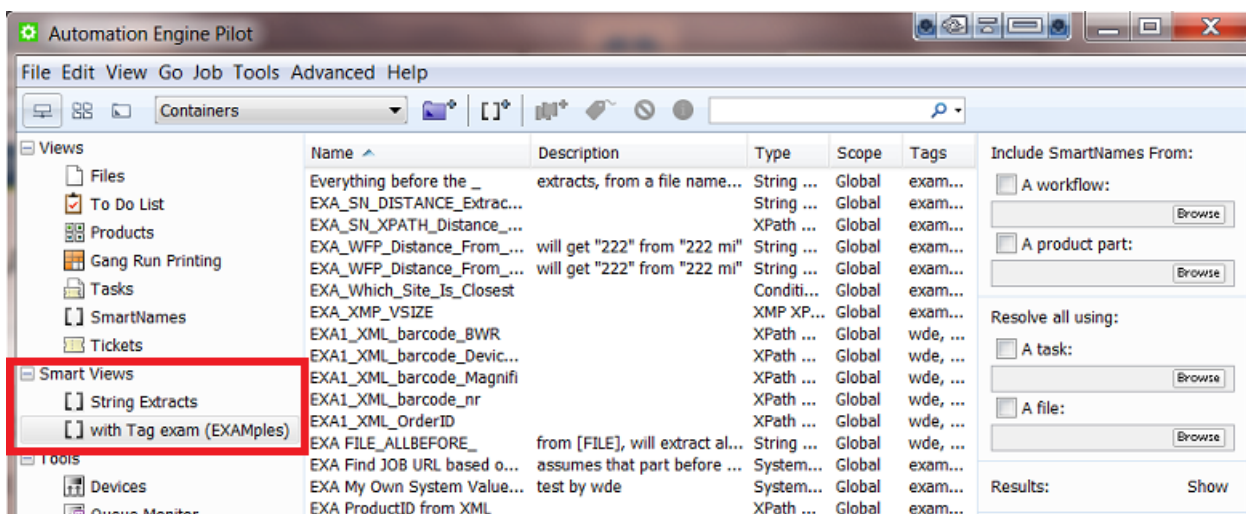 Automation Engine Pilot
File Edit View Go Job Tools Advanced Help
Containers
Views
Files
To Do List
Products
Gang Run Printing
Tasks
SmartNames
Tickets
Smart Views
String Extracts
with Tag exam (EXAMples)
Tools
Devices
Queue Monitor
Name Description Type Scope Tags
Everything before the _ extracts, from a file name... String ... Global exam...
EXA_SN_DISTANCE_Extrac... String ... Global exam...
EXA_SN_XPATH_Distance_... XPath ... Global exam...
EXA_WFP_Distance_From_... will get "222" from "222 mi" String ... Global exam...
EXA_WFP_Distance_From_... will get "222" from "222 mi" String ... Global exam...
EXA_Which_Site_Is_Closest Conditi... Global exam...
EXA_XMP_VSIZE XMP XP... Global exam...
EXA1_XML_barcode_BWR XPath ... Global wde, ...
EXA1_XML_barcode_Devic... XPath ... Global wde, ...
EXA1_XML_barcode_Magnifi XPath ... Global wde, ...
EXA1_XML_barcode_nr XPath ... Global wde, ...
EXA1_XML_OrderID XPath ... Global wde, ...
EXA FILE_ALLBEFORE_ from [FILE], will extract al... String ... Global wde, ...
EXA Find JOB URL based o... assumes that part before ... System... Global exam...
EXA My Own System Value... test by wde System... Global exam...
EXA ProductID from XML XPath ... Global exam...
Include SmartNames From:
A workflow:
Browse
A product part:
Browse
Resolve all using:
A task:
Browse
A file:
Browse
Results: Show